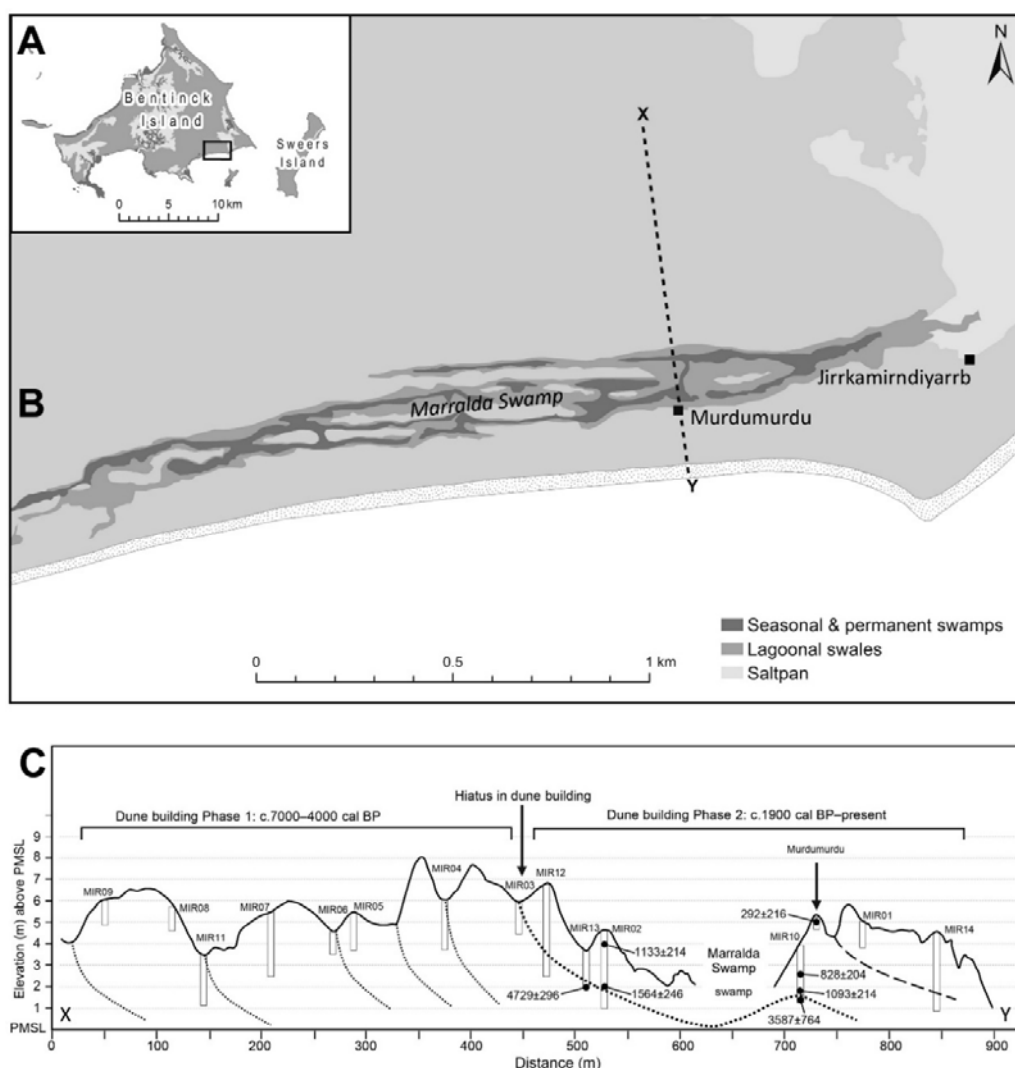 A
Bentinck
Island
Sweers
Island
0 5 10 km
N
X
B
Marralda Swamp
Jirrkamirndiyarrb
Murdumurdu
Y
Seasonal & permanent swamps
Lagoonal swales
Saltpan
0 0.5 1 km
C
Hiatus in dune building
Dune building Phase 1: c.7000–4000 cal BP
Dune building Phase 2: c.1900 cal BP–present
Elevation (m) above PMSL
9
8
7
6
5
4
3
2
1
PMSL
MIR09
MIR08
MIR11
MIR07
MIR06
MIR05
MIR04
MIR03
MIR12
MIR13
MIR02
1133±214
4729±296
1564±246
Marralda
Swamp
swamp
Murdumurdu
292±216
MIR10
MIR01
MIR14
828±204
1093±214
3587±764
X
Y
0 100 200 300 400 500 600 700 800 900
Distance (m)